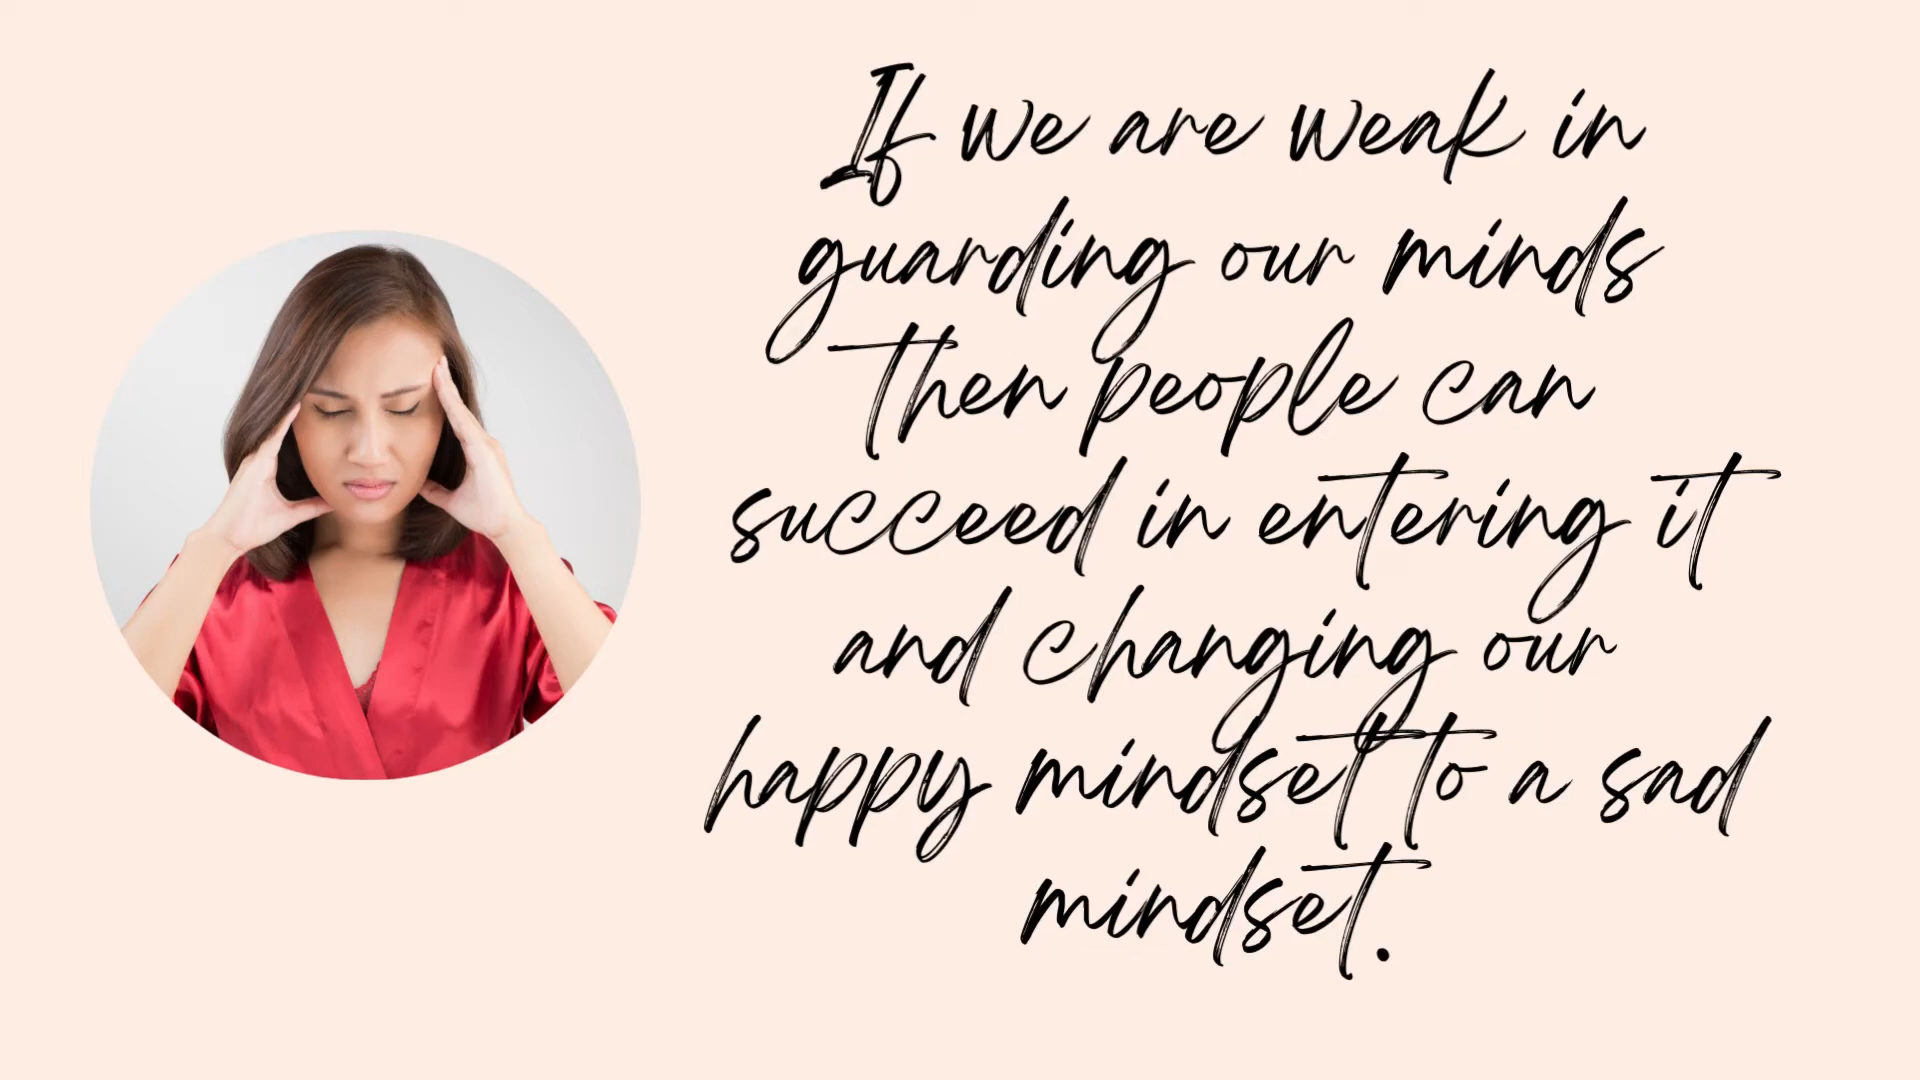 If we are weak in
guarding our minds
then people can
succeed in entering it
and changing our
happy mindset to a sad
mindset.